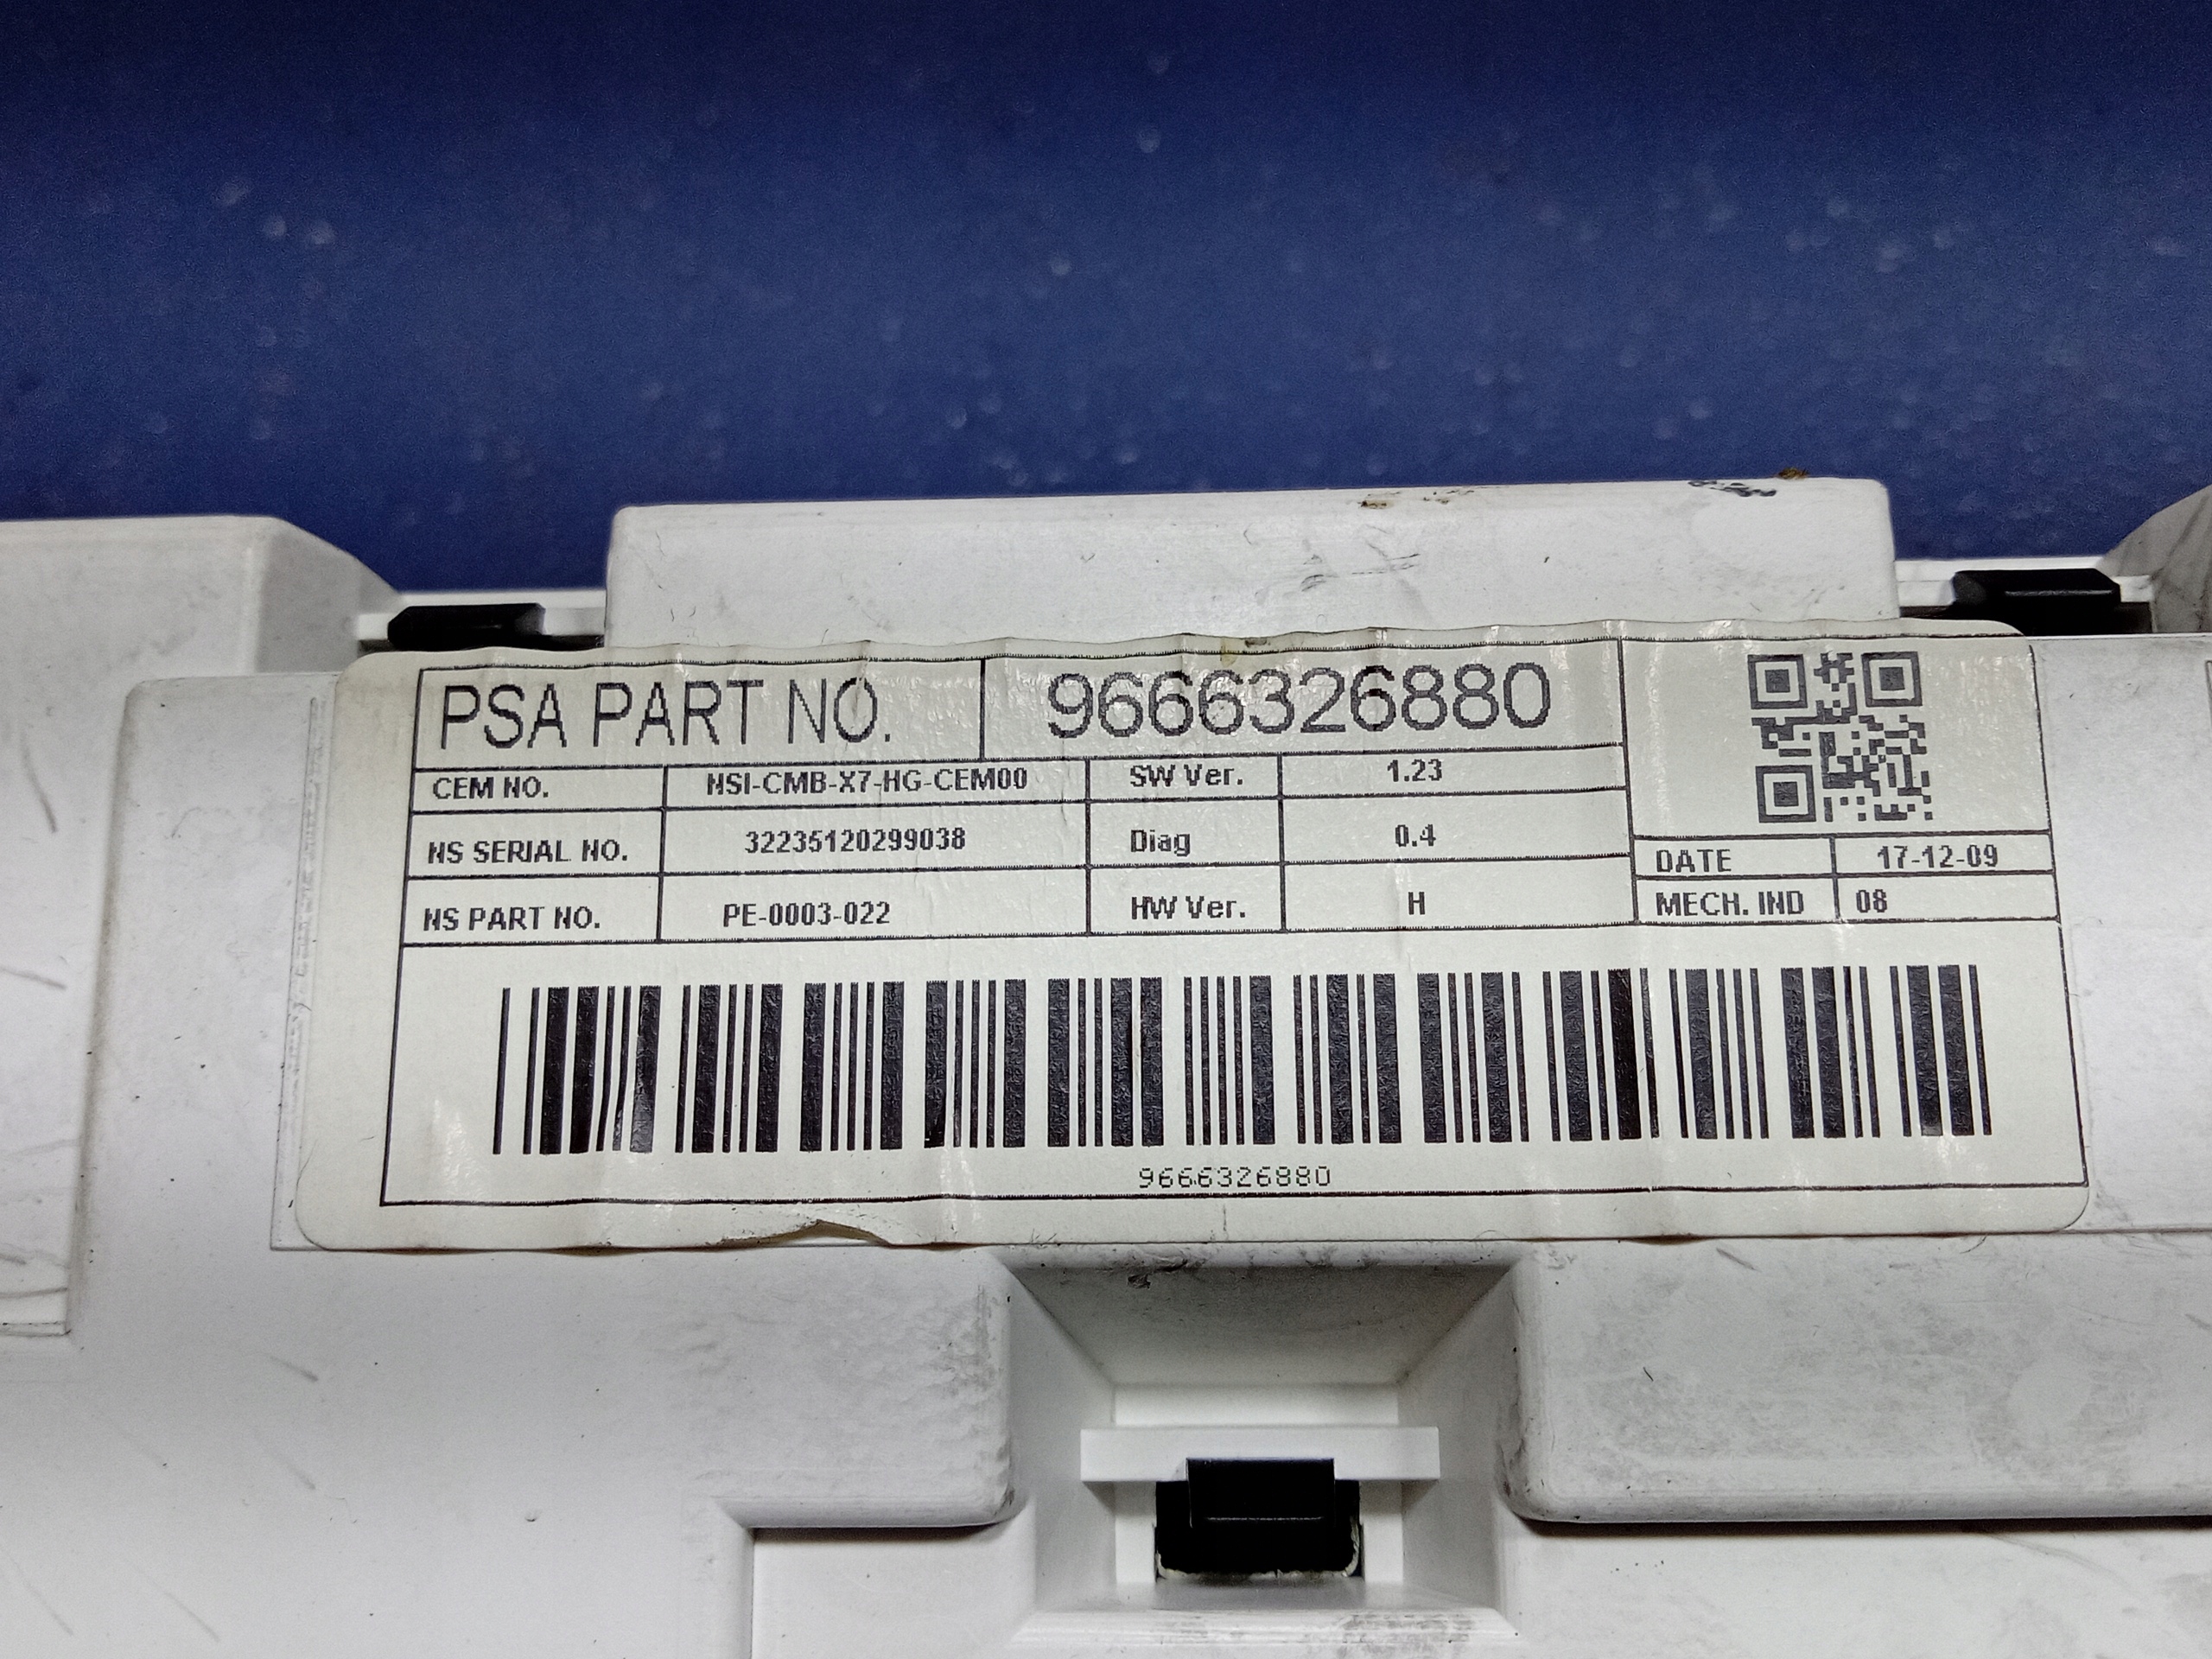 PSA PART NO. 9666326880
CEM NO. NSI-CMB-X7-HG-CEM00 SW Ver. 1.23
NS SERIAL NO. 32235120299038 Diag 0.4
DATE 17-12-09
NS PART NO. PE-0003-022 HW Ver. H
MECH. IND 08
9666326880